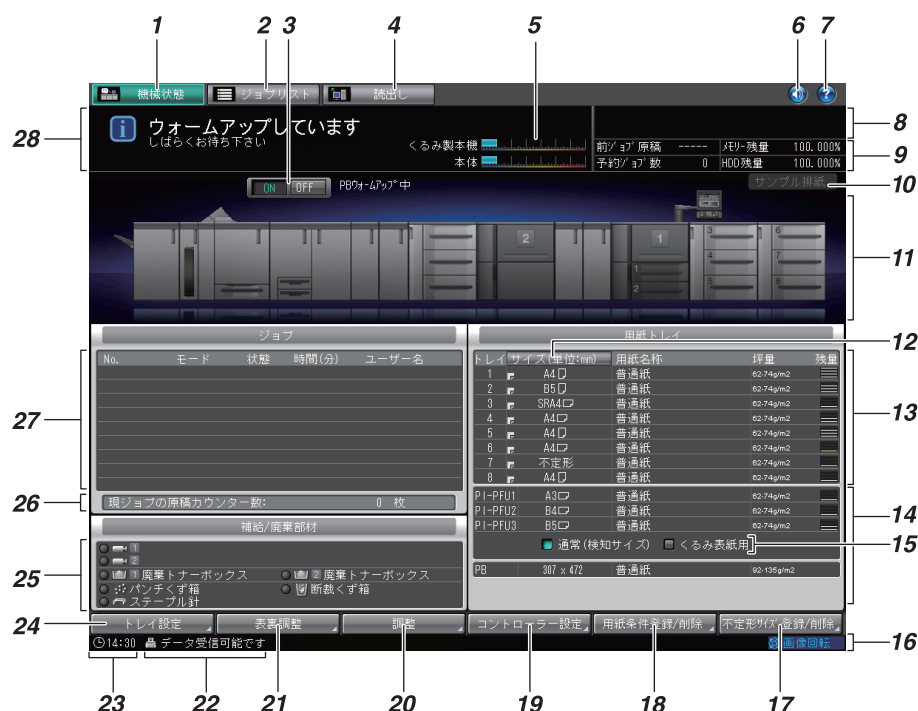 1 2 3 4 5 6 7
機械状態 ジョブリスト 読出し
28 ウォームアップしています 8
しばらくお待ち下さい
くるみ製本機 前ジョブ原稿 ----- メモリー残量 100.000% 9
本体 予約ジョブ数 0 HDD残量 100.000%
ON OFF PBウォームアップ中 サンプル排紙 10
2 1 3 4 5 6 7 8 1 2 11
ジョブ 用紙トレイ
12
No. モード 状態 時間(分) ユーザー名
27
トレイ サイズ(単位:mm) 用紙名称 坪量 残量
1 A4 普通紙 62-74g/m2
2 B5 普通紙 62-74g/m2
3 SRA4 普通紙 62-74g/m2
4 A4 普通紙 62-74g/m2 13
5 A4 普通紙 62-74g/m2
6 A4 普通紙 62-74g/m2
7 不定形 普通紙 62-74g/m2
8 A4 普通紙 62-74g/m2
26 現ジョブの原稿カウンター数: 0 枚
PI-PFU1 A3 普通紙 62-74g/m2
PI-PFU2 B4 普通紙 62-74g/m2 14
PI-PFU3 B5 普通紙 62-74g/m2
通常(検知サイズ) くるみ表紙用 15
PB 307 x 472 普通紙 92-135g/m2
補給/廃棄部材
25
1
2
1 廃棄トナーボックス 2 廃棄トナーボックス
パンチくず箱 断裁くず箱
ステープル針
24 トレイ設定 表裏調整 調整 コントローラー設定 用紙条件登録/削除 不定形サイズ登録/削除
14:30 データ受信可能です 画像回転 16
23 22 21 20 19 18 17